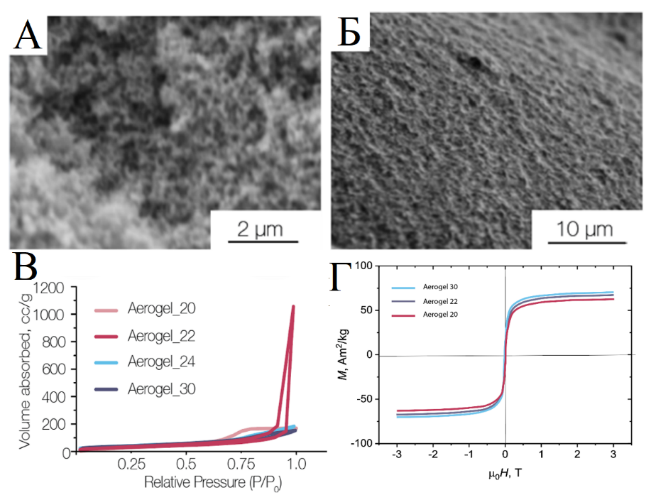 А
Б
2 µm
10 µm
В
Volume absorbed, cc/g
1200
1000
800
600
400
200
0
Aerogel_20
Aerogel_22
Aerogel_24
Aerogel_30
0.25
0.5
0.75
1.0
Relative Pressure (P/P0)
Г
M, Am²/kg
100
50
0
-50
-100
Aerogel 30
Aerogel 22
Aerogel 20
-3
-2
-1
0
1
2
3
µ0H, T